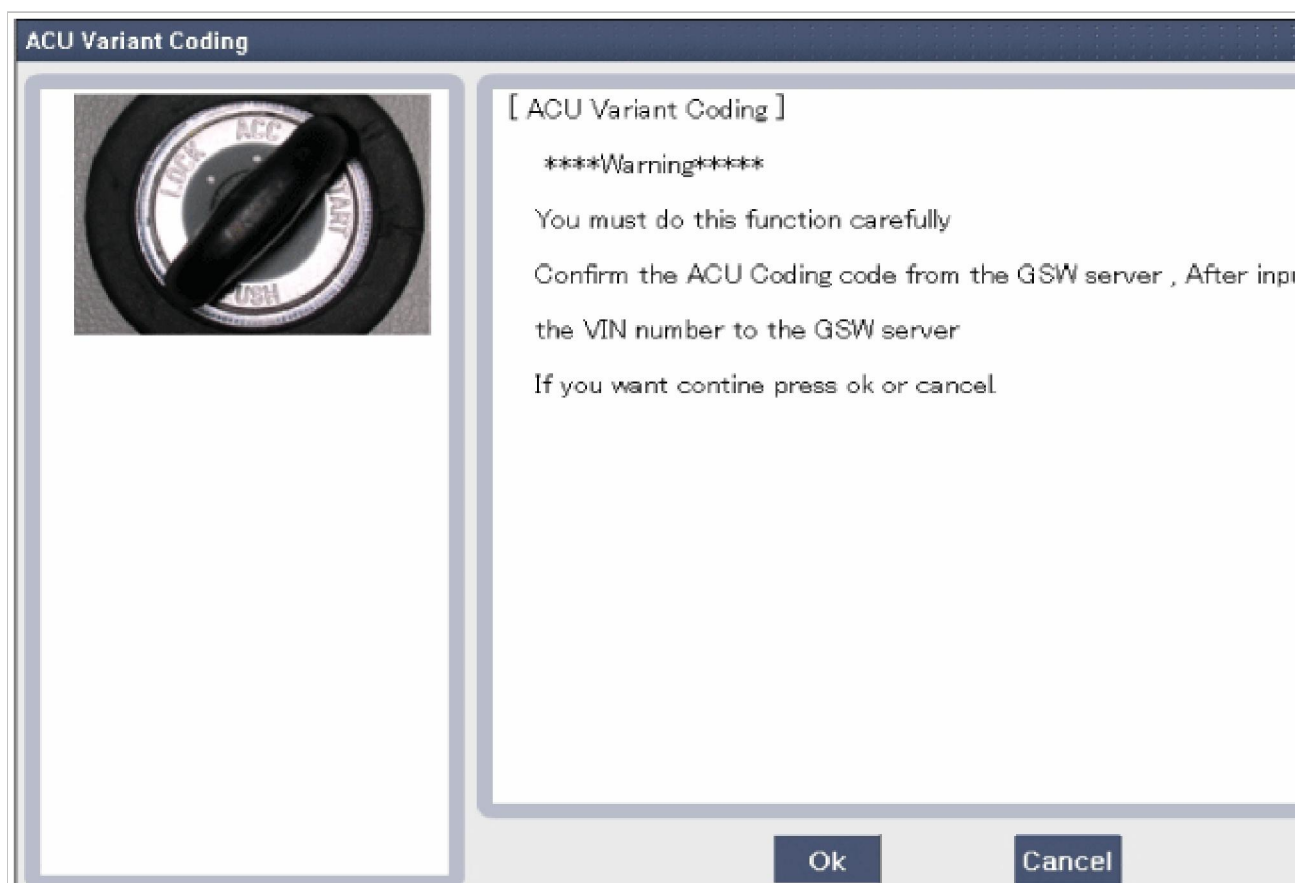 ACU Variant Coding
LOCK
ACC
[ ACU Variant Coding ]
****Warning*****
You must do this function carefully
Confirm the ACU Coding code from the GSW server , After inpu
the VIN number to the GSW server
If you want contine press ok or cancel
Ok
Cancel